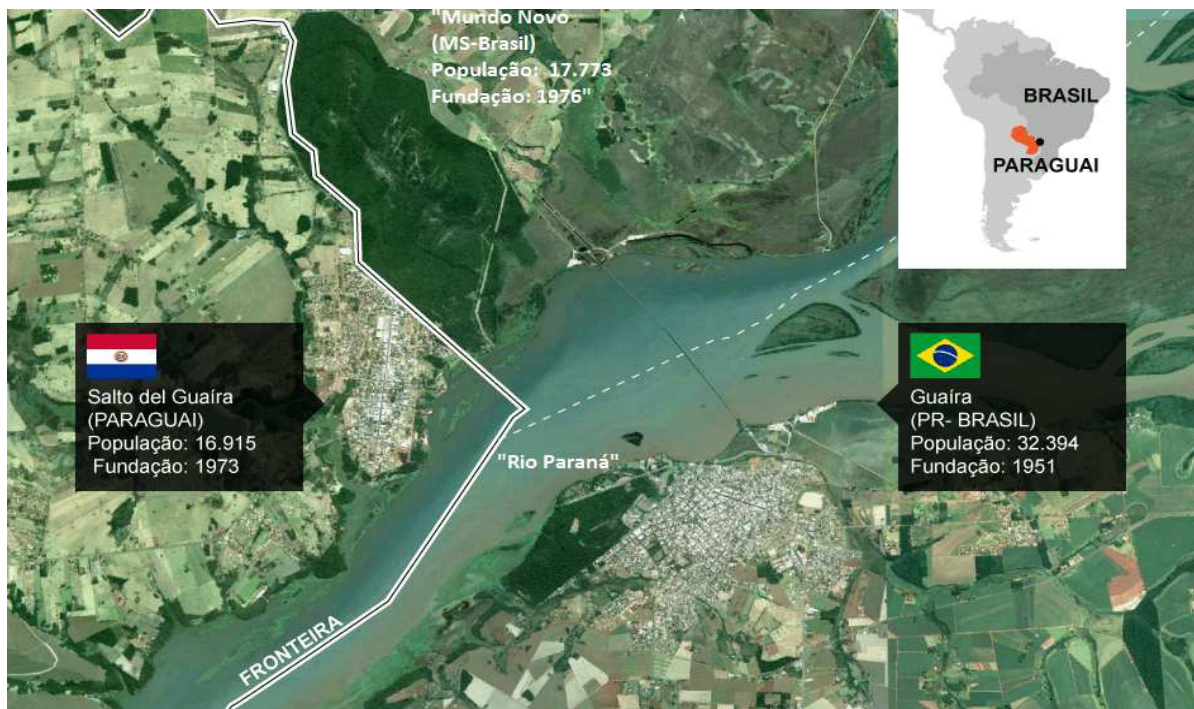 "Mundo Novo
(MS-Brasil)
População: 17.773
Fundação: 1976"
BRASIL
PARAGUAI
Salto del Guaíra
(PARAGUAI)
População: 16.915
Fundação: 1973
Guaíra
(PR- BRASIL)
População: 32.394
Fundação: 1951
"Rio Paraná"
FRONTEIRA